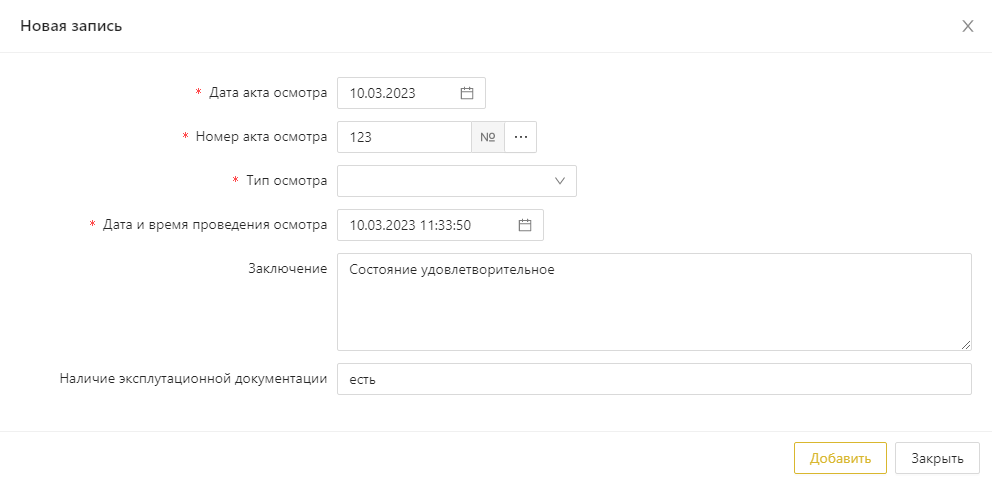 Новая запись
* Дата акта осмотра 10.03.2023
* Номер акта осмотра 123 № ...
* Тип осмотра
* Дата и время проведения осмотра 10.03.2023 11:33:50
Заключение Состояние удовлетворительное
Наличие эксплутационной документации есть
Добавить Закрыть